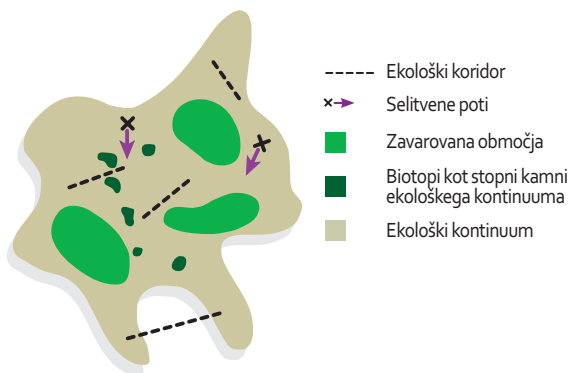 Ekološki koridor
Selitvene poti
Zavarovana območja
Biotopi kot stopni kamni
ekološkega kontinuuma
Ekološki kontinuum